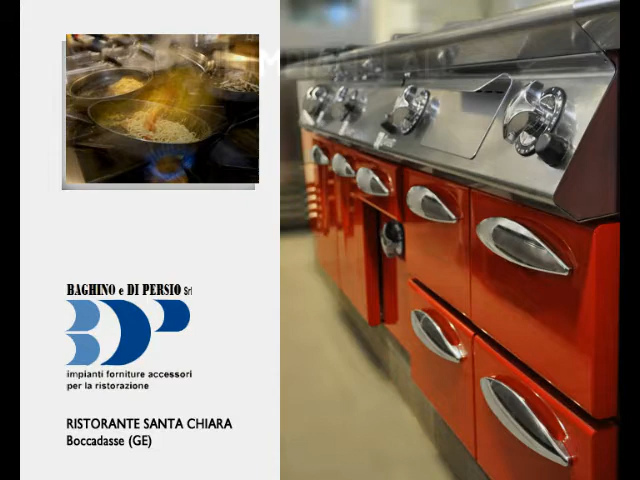 BAGHINO e DI PERSIO Srl
BDP
impianti forniture accessori
per la ristorazione
RISTORANTE SANTA CHIARA
Boccadasse (GE)